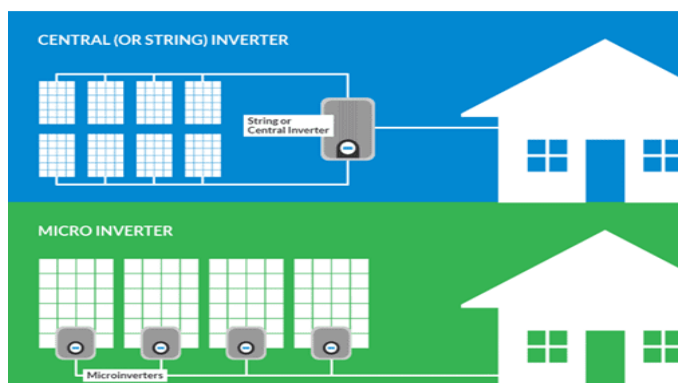 CENTRAL (OR STRING) INVERTER
String or
Central Inverter
MICRO INVERTER
Microinverters